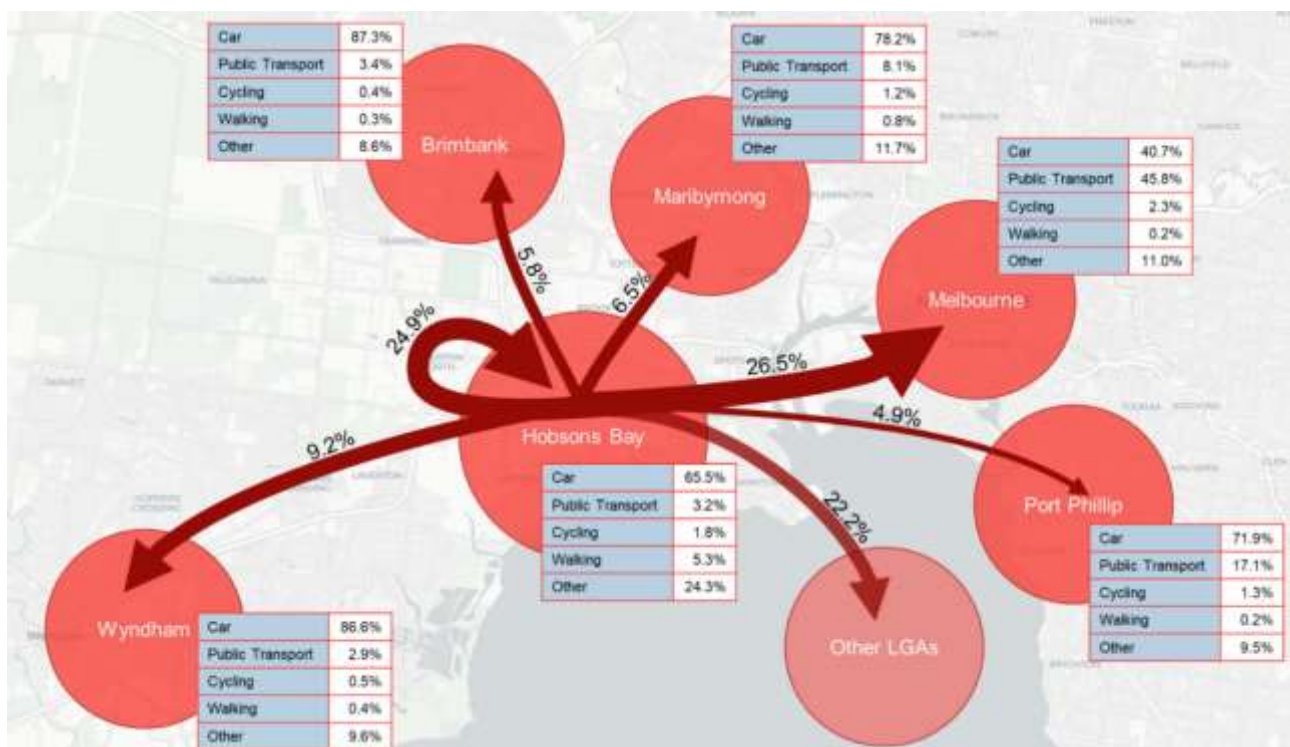 Car 87.3%
Public Transport 3.4%
Cycling 0.4%
Walking 0.3%
Other 8.6%
Brimbank
Car 78.2%
Public Transport 8.1%
Cycling 1.2%
Walking 0.8%
Other 11.7%
Maribyrnong
Car 40.7%
Public Transport 45.8%
Cycling 2.3%
Walking 0.2%
Other 11.0%
Melbourne
5.8%
6.5%
24.9%
26.5%
9.2%
4.9%
22.2%
Hobsons Bay
Car 65.5%
Public Transport 3.2%
Cycling 1.8%
Walking 5.3%
Other 24.3%
Port Phillip
Car 71.9%
Public Transport 17.1%
Cycling 1.3%
Walking 0.2%
Other 9.5%
Wyndham
Car 86.6%
Public Transport 2.9%
Cycling 0.5%
Walking 0.4%
Other 9.6%
Other LGAs